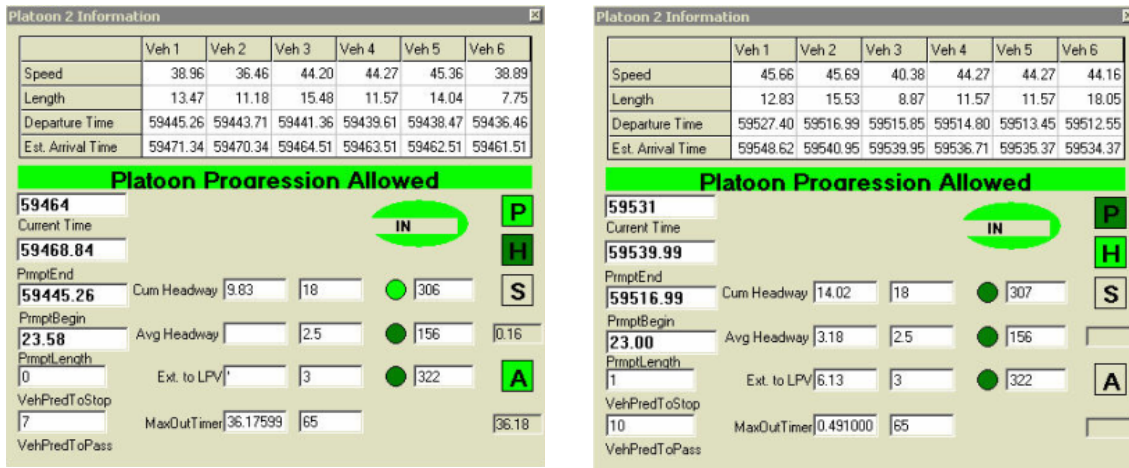 Platoon 2 Information
Veh 1 Veh 2 Veh 3 Veh 4 Veh 5 Veh 6
Speed 38.96 36.46 44.20 44.27 45.36 38.89
Length 13.47 11.18 15.48 11.57 14.04 7.75
Departure Time 59445.26 59443.71 59441.36 59439.61 59438.47 59436.46
Est. Arrival Time 59471.34 59470.34 59464.51 59463.51 59462.51 59461.51
Platoon Progression Allowed
59464
Current Time
IN
P
59468.84
H
PrmptEnd
59445.26
Cum Headway 9.83 18 306
S
PrmptBegin
23.58
Avg Headway 2.5 156 0.16
PrmptLength
0
Ext. to LPV ' 3 322
A
VehPredToStop
7
MaxOutTimer 36.17599 65 36.18
VehPredToPass
Platoon 2 Information
Veh 1 Veh 2 Veh 3 Veh 4 Veh 5 Veh 6
Speed 45.66 45.69 40.38 44.27 44.27 44.16
Length 12.83 15.53 8.87 11.57 11.57 18.05
Departure Time 59527.40 59516.99 59515.85 59514.80 59513.45 59512.55
Est. Arrival Time 59548.62 59540.95 59539.95 59536.71 59535.37 59534.37
Platoon Progression Allowed
59531
Current Time
IN
P
59539.99
H
PrmptEnd
59516.99
Cum Headway 14.02 18 307
S
PrmptBegin
23.00
Avg Headway 3.18 2.5 156
PrmptLength
1
Ext. to LPV 6.13 3 322
A
VehPredToStop
10
MaxOutTimer 0.491000 65
VehPredToPass